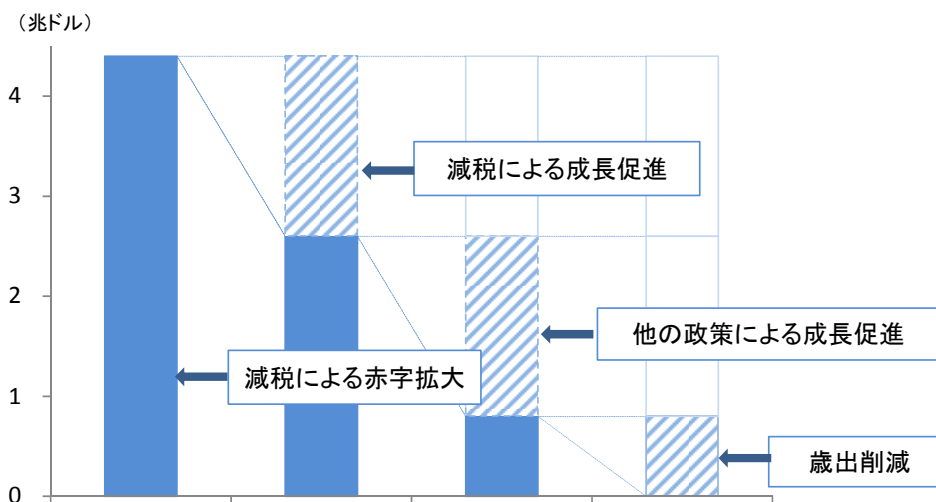 （兆ドル）
4
減税による成長促進
3
2
他の政策による成長促進
減税による赤字拡大
1
歳出削減
0